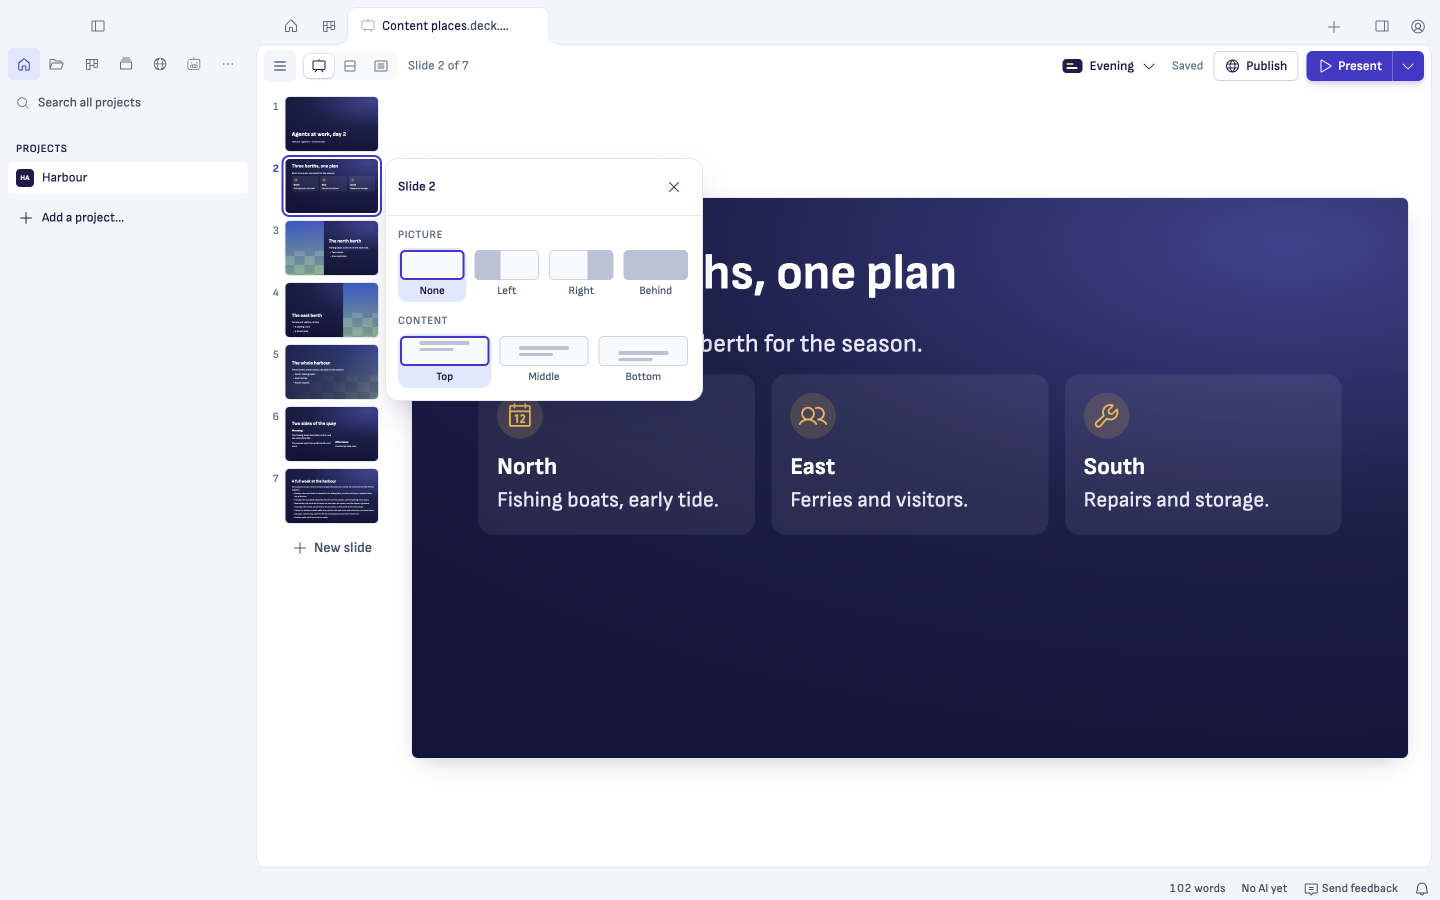 Content places.deck....
Slide 2 of 7
Evening
Saved
Publish
Present
Search all projects
PROJECTS
HA
Harbour
Add a project...
1
Agents at work, day 2
2
Three berths, one plan
3
The north berth
4
The east berth
5
The whole harbour
6
Two sides of the quay
7
A full week at the harbour
New slide
Slide 2
PICTURE
None
Left
Right
Behind
CONTENT
Top
Middle
Bottom
hs, one plan
berth for the season.
12
North
Fishing boats, early tide.
East
Ferries and visitors.
South
Repairs and storage.
102 words
No AI yet
Send feedback